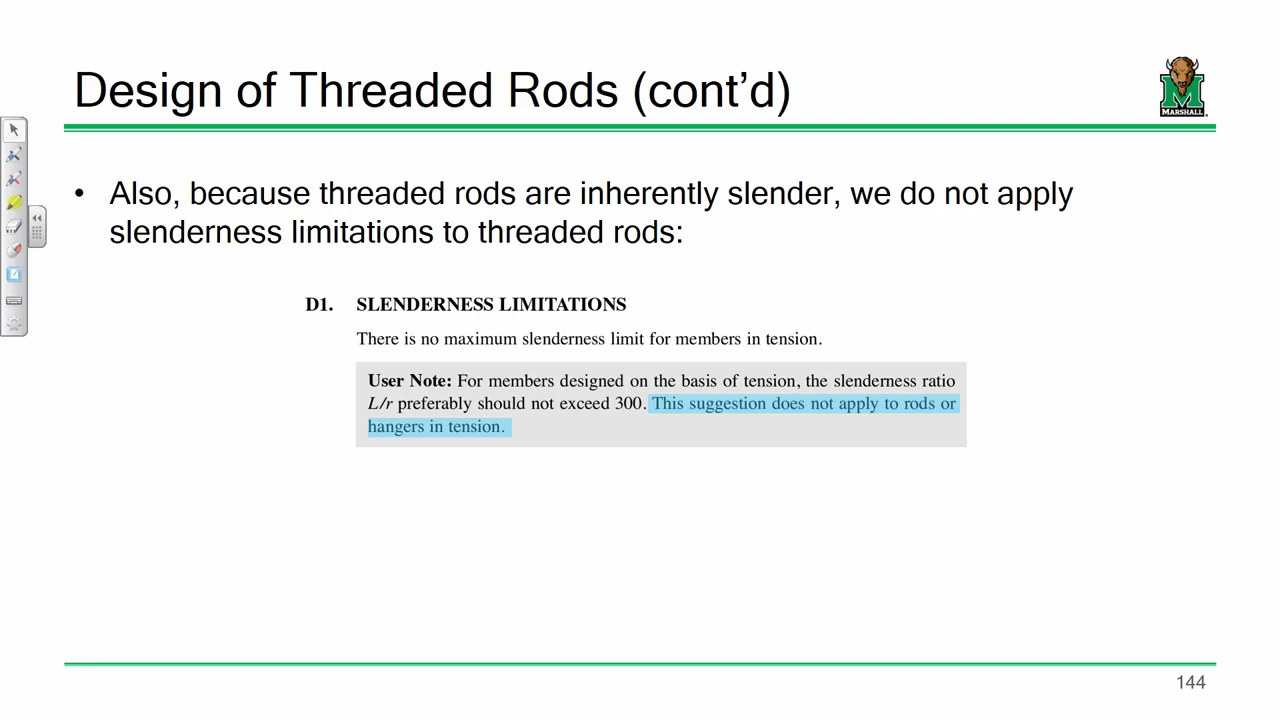 Design of Threaded Rods (cont’d)
MARSHALL
• Also, because threaded rods are inherently slender, we do not apply
slenderness limitations to threaded rods:
D1. SLENDERNESS LIMITATIONS
There is no maximum slenderness limit for members in tension.
User Note: For members designed on the basis of tension, the slenderness ratio
L/r preferably should not exceed 300. This suggestion does not apply to rods or
hangers in tension.
144